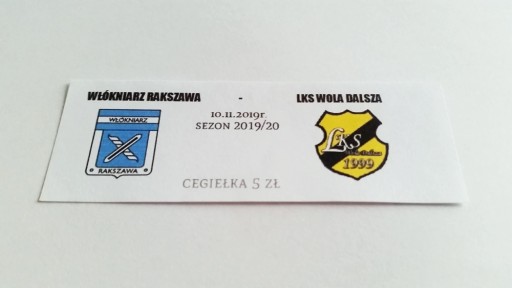 WŁÓKNIARZ RAKSZAWA - LKS WOLA DALSZA
10.11.2019r.
SEZON 2019/20
WŁÓKNIARZ
RAKSZAWA
LKS
1999
CEGIEŁKA 5 ZŁ